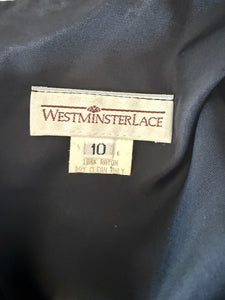 WESTMINSTERLACE
10
100% RAYON
DRY CLEAN ONLY